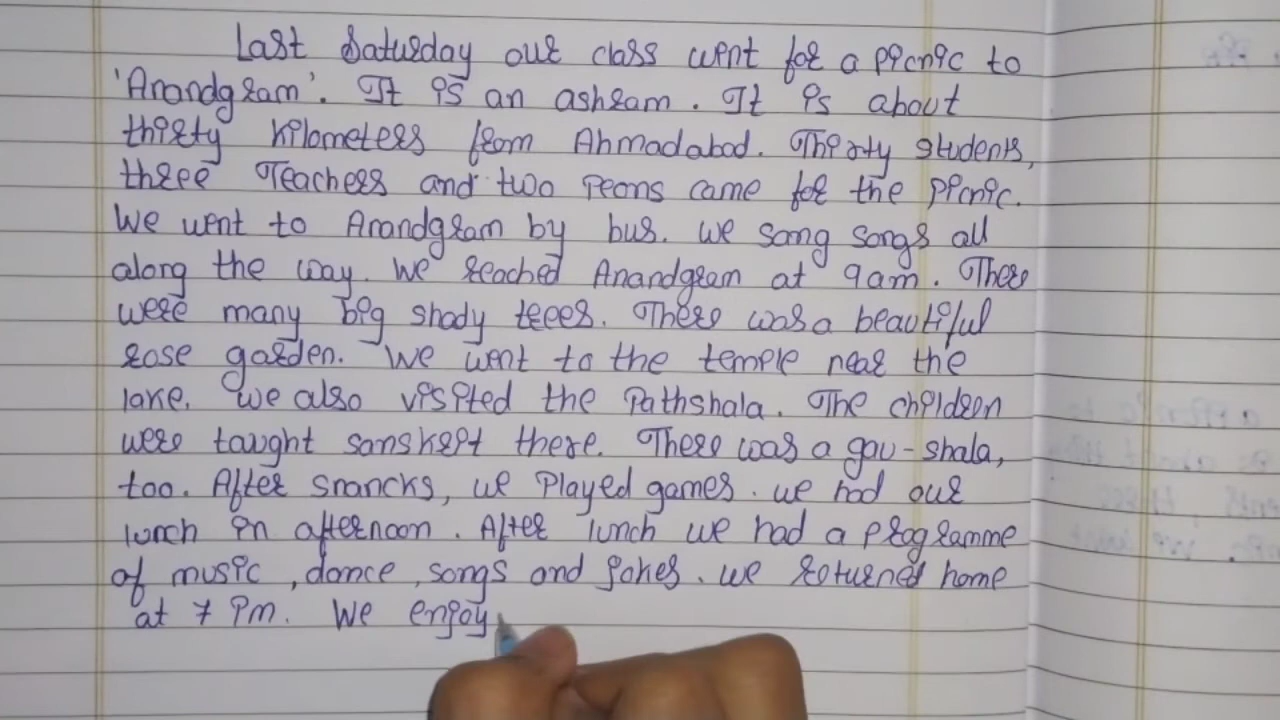 Last Saturday our class went for a picnic to
'Anandgram'. It is an ashram. It is about
thirty kilometers from Ahmadabad. Thirty students,
three Teachers and two Peons came for the picnic.
We went to Anandgram by bus. We sang songs all
along the way. We reached Anandgram at 9am. There
were many big shady trees. There was a beautiful
rose garden. We went to the temple near the
lake. We also visited the Pathshala. The children
were taught sanskrit there. There was a gau-shala,
too. After snancks, we Played games. We had our
lunch in afternoon. After lunch we had a programme
of music, dance, songs and jokes. We returned home
at 7 Pm. We enjoy